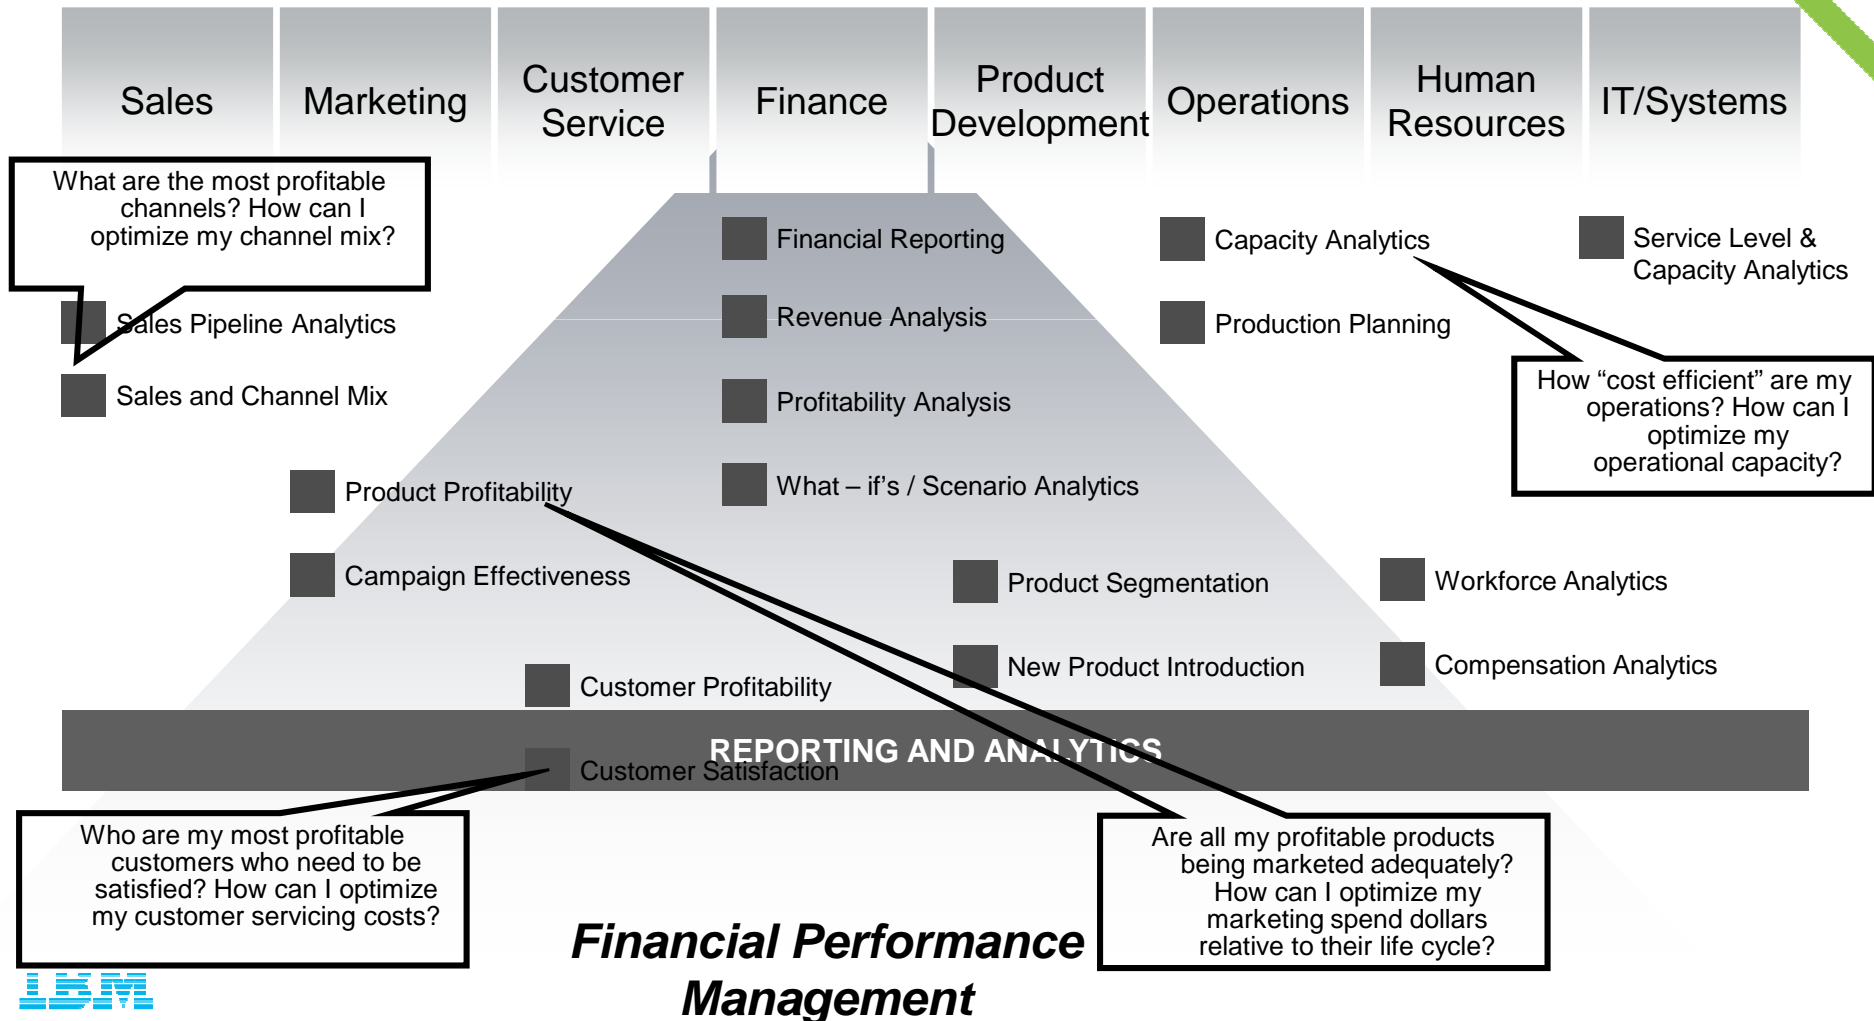 Sales
Marketing
Customer
Service
Finance
Product
Development
Operations
Human
Resources
IT/Systems
What are the most profitable
channels? How can I
optimize my channel mix?
Sales Pipeline Analytics
Sales and Channel Mix
Product Profitability
Campaign Effectiveness
Customer Profitability
Customer Satisfaction
Financial Reporting
Revenue Analysis
Profitability Analysis
What – if's / Scenario Analytics
Product Segmentation
New Product Introduction
Capacity Analytics
Production Planning
Workforce Analytics
Compensation Analytics
Service Level &
Capacity Analytics
How “cost efficient” are my
operations? How can I
optimize my
operational capacity?
REPORTING AND ANALYTICS
Who are my most profitable
customers who need to be
satisfied? How can I optimize
my customer servicing costs?
Are all my profitable products
being marketed adequately?
How can I optimize my
marketing spend dollars
relative to their life cycle?
Financial Performance
Management
IBM